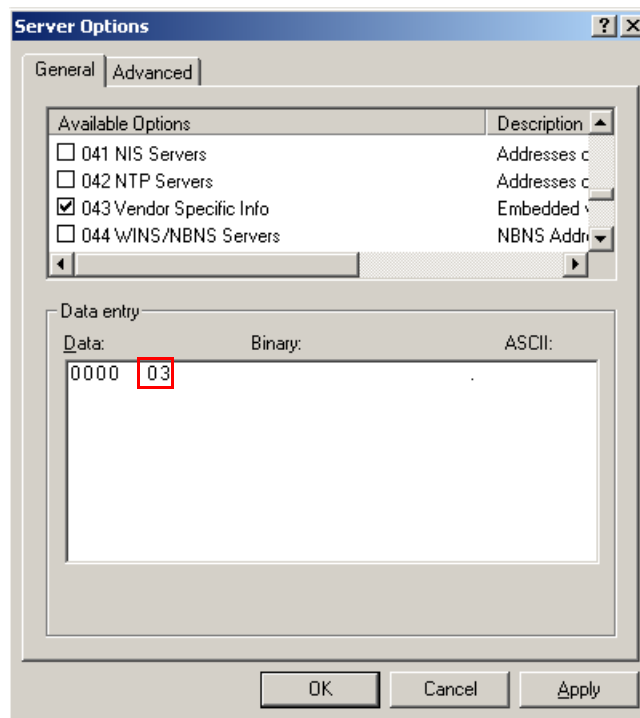 Server Options
General Advanced
Available Options Description
041 NIS Servers Addresses
042 NTP Servers Addresses
043 Vendor Specific Info Embedded
044 WINS/NBNS Servers NBNS Addr
Data entry
Data: Binary: ASCII:
0000 03 .
OK Cancel Apply